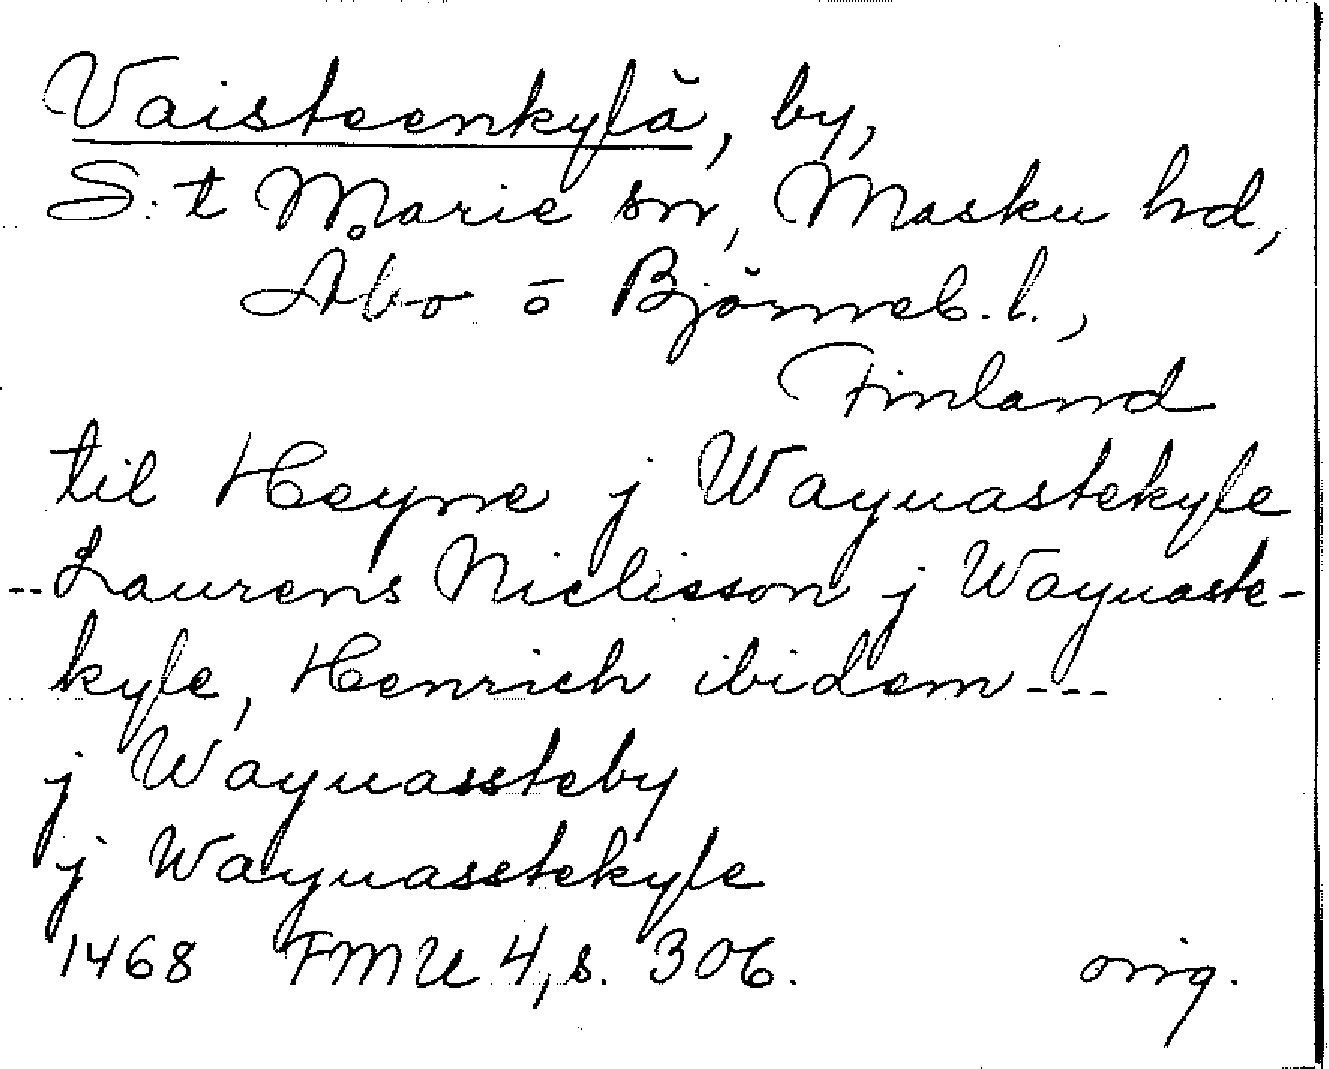 Vaisteenkylä, by,
S:t Marie sn, Masku hd,
Åbo o Björneb. l.,
Finland
til Heyne j Wayuastekyle
--Laurens Nielisson j Wayuaste-
kyle, Henrich ibidem---
j Wayuassteby
j Wayuasstekyle
1468 FMU 4, s. 306. orig.